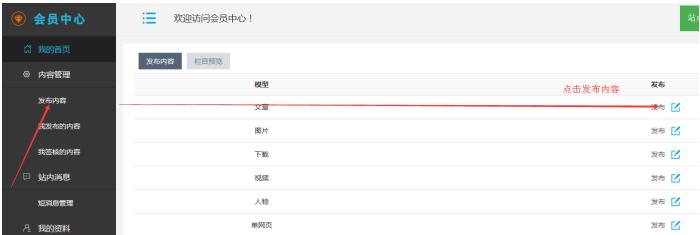 会员中心
欢迎访问会员中心！
站
我的首页
内容管理
发布内容
我发布的内容
我签核的内容
站内消息
短消息管理
我的资料
发布内容 栏目预览
模型 发布
点击发布内容
文章 发布
图片 发布
下载 发布
视频 发布
人物 发布
单网页 发布